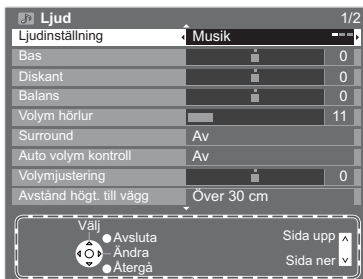 Ljud 1/2
Ljudinställning Musik
Bas 0
Diskant 0
Balans 0
Volym hörlur 11
Surround Av
Auto volym kontroll Av
Volymjustering 0
Avstånd högt. till vägg Över 30 cm
Välj
Avsluta Sida upp
Ändra
Återgå Sida ner